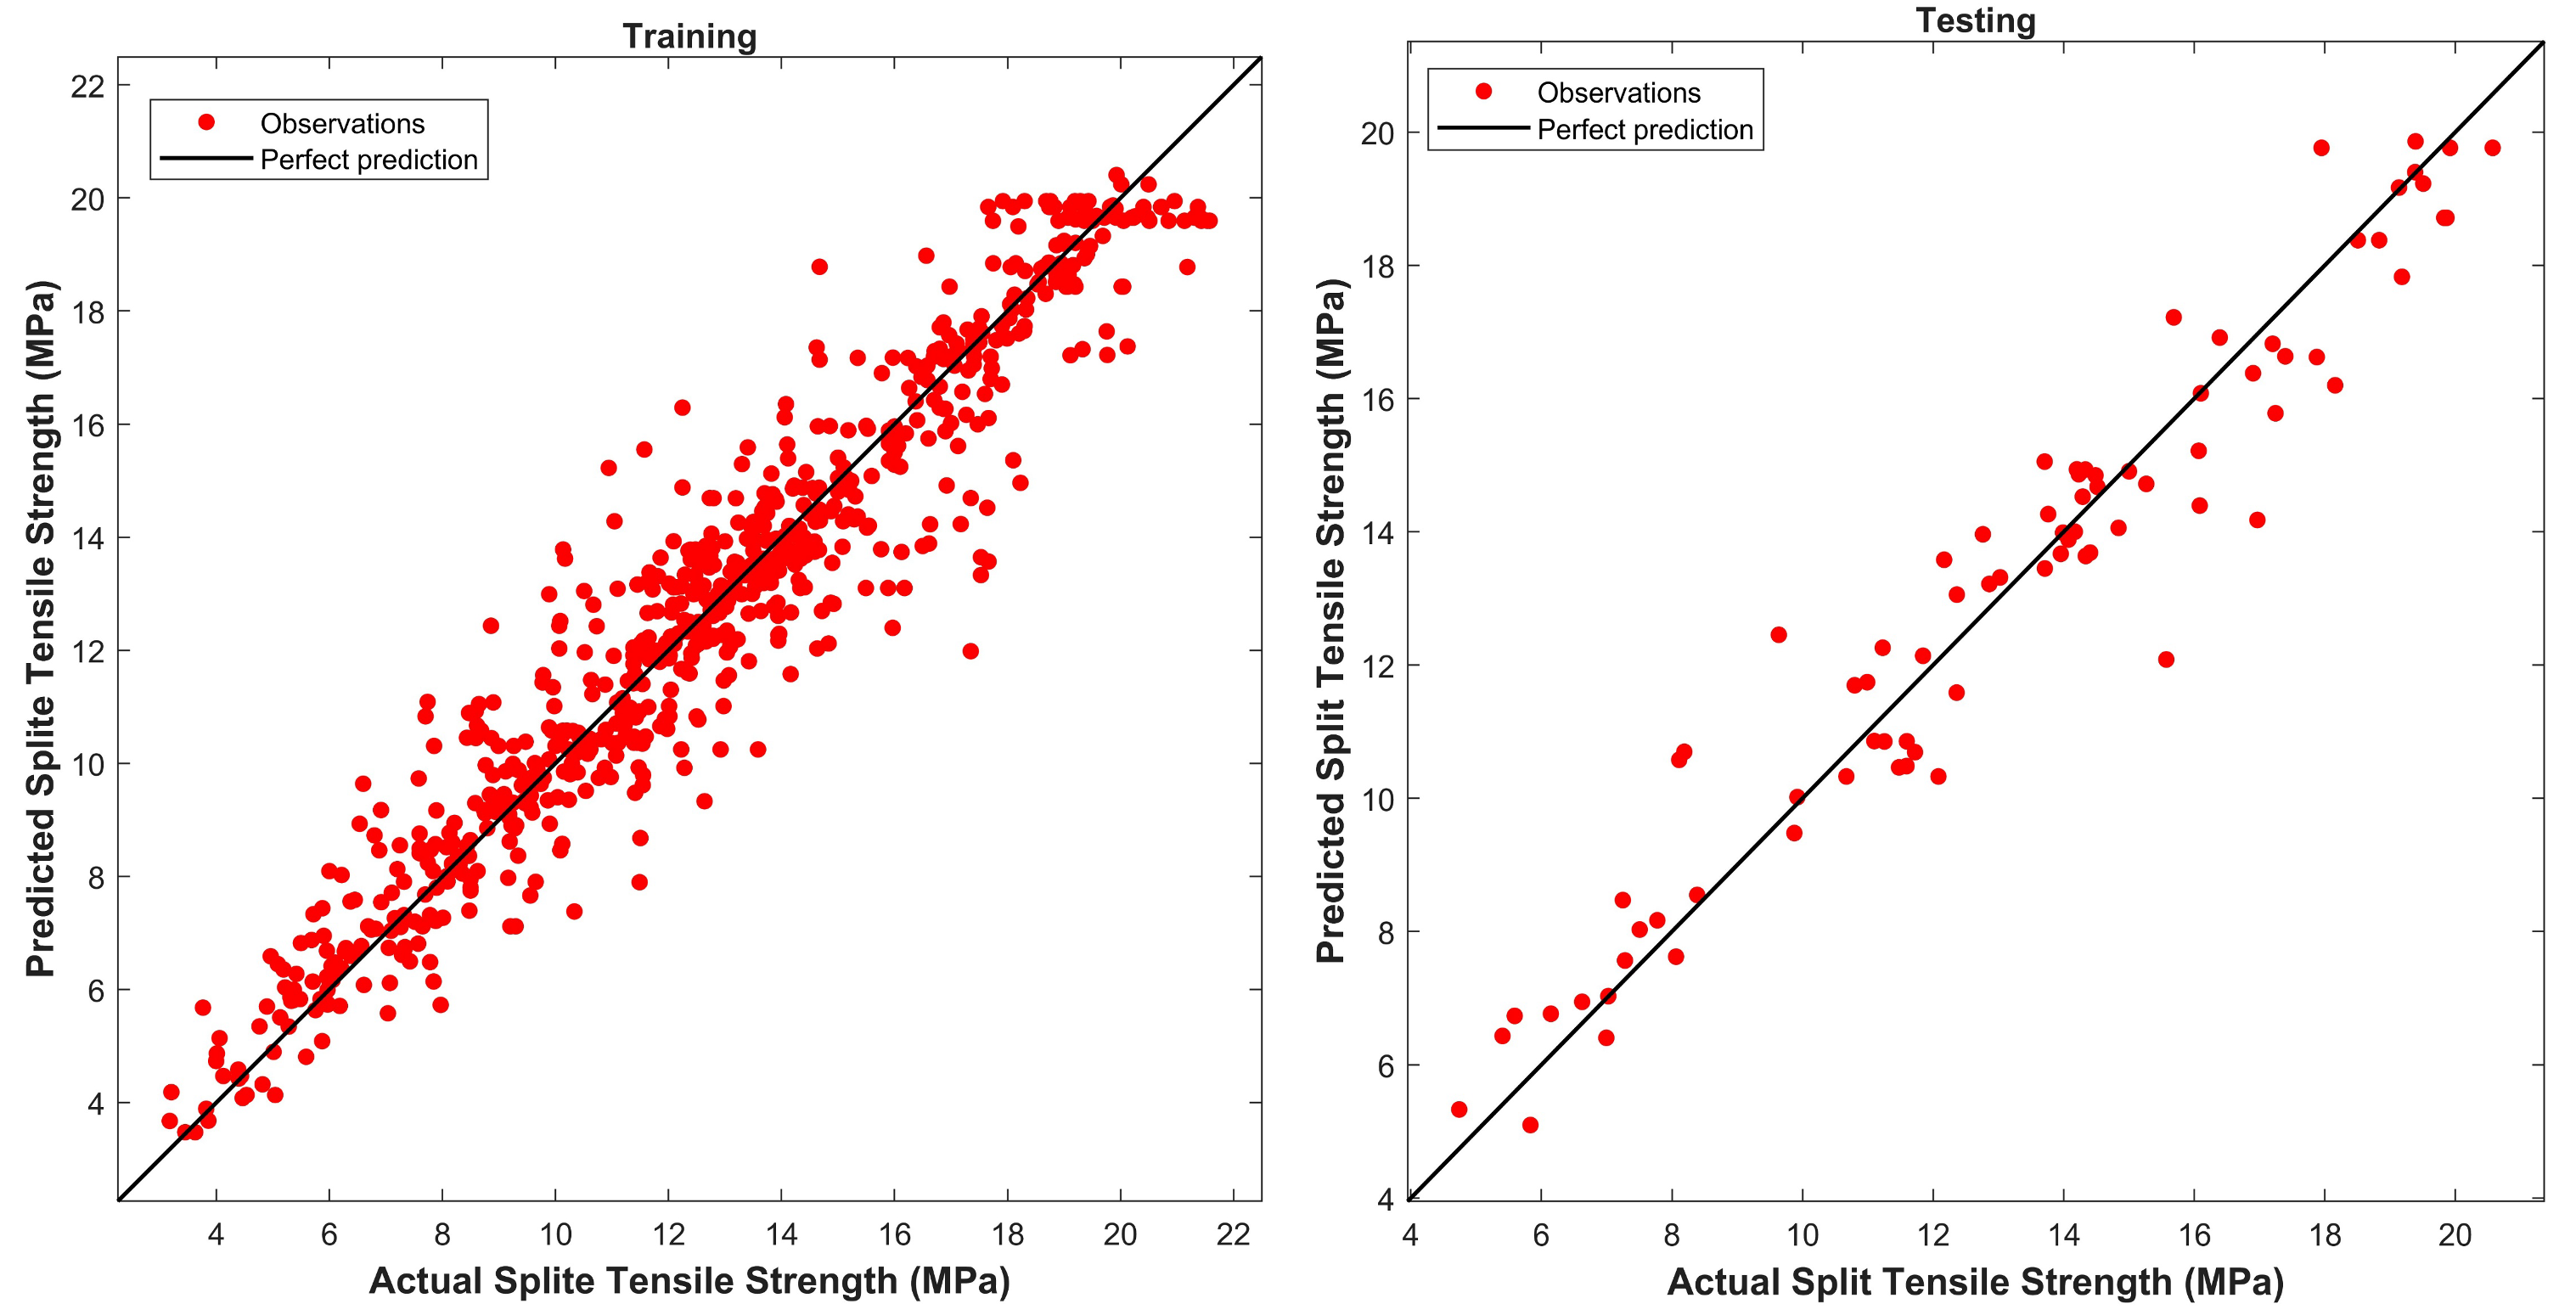 Training
22
20
18
16
14
12
10
8
6
4
Observations
Perfect prediction
Predicted Splite Tensile Strength (MPa)
4 6 8 10 12 14 16 18 20 22
Actual Splite Tensile Strength (MPa)
Testing
20
18
16
14
12
10
8
6
4
Observations
Perfect prediction
Predicted Split Tensile Strength (MPa)
4 6 8 10 12 14 16 18 20
Actual Split Tensile Strength (MPa)